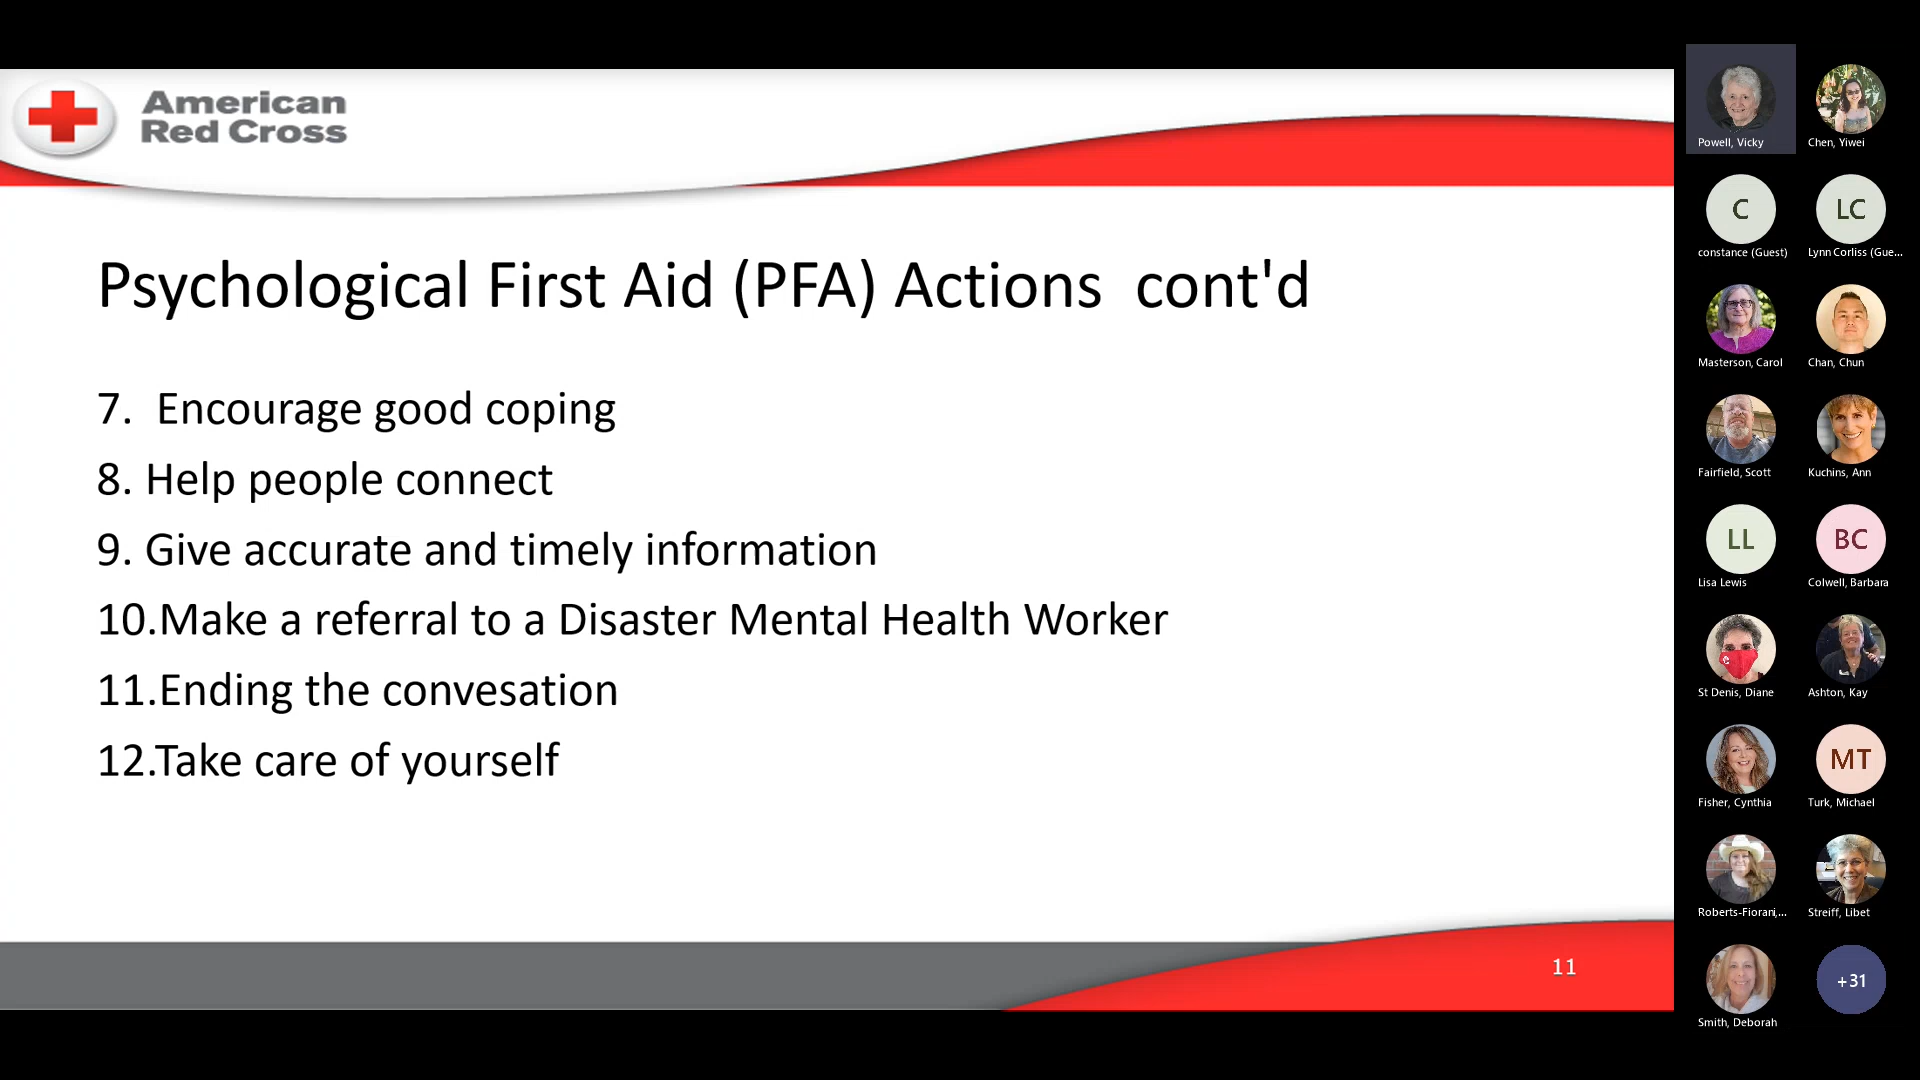 American
Red Cross
Psychological First Aid (PFA) Actions  cont'd
7.  Encourage good coping
8. Help people connect
9. Give accurate and timely information
10.Make a referral to a Disaster Mental Health Worker
11.Ending the convesation
12.Take care of yourself
11
Powell, Vicky
Chen, Yiwei
C
LC
constance (Guest)
Lynn Corliss (Gue...
Masterson, Carol
Chan, Chun
Fairfield, Scott
Kuchins, Ann
LL
BC
Lisa Lewis
Colwell, Barbara
St Denis, Diane
Ashton, Kay
MT
Fisher, Cynthia
Turk, Michael
Roberts-Fiorani,...
Streiff, Libet
+31
Smith, Deborah